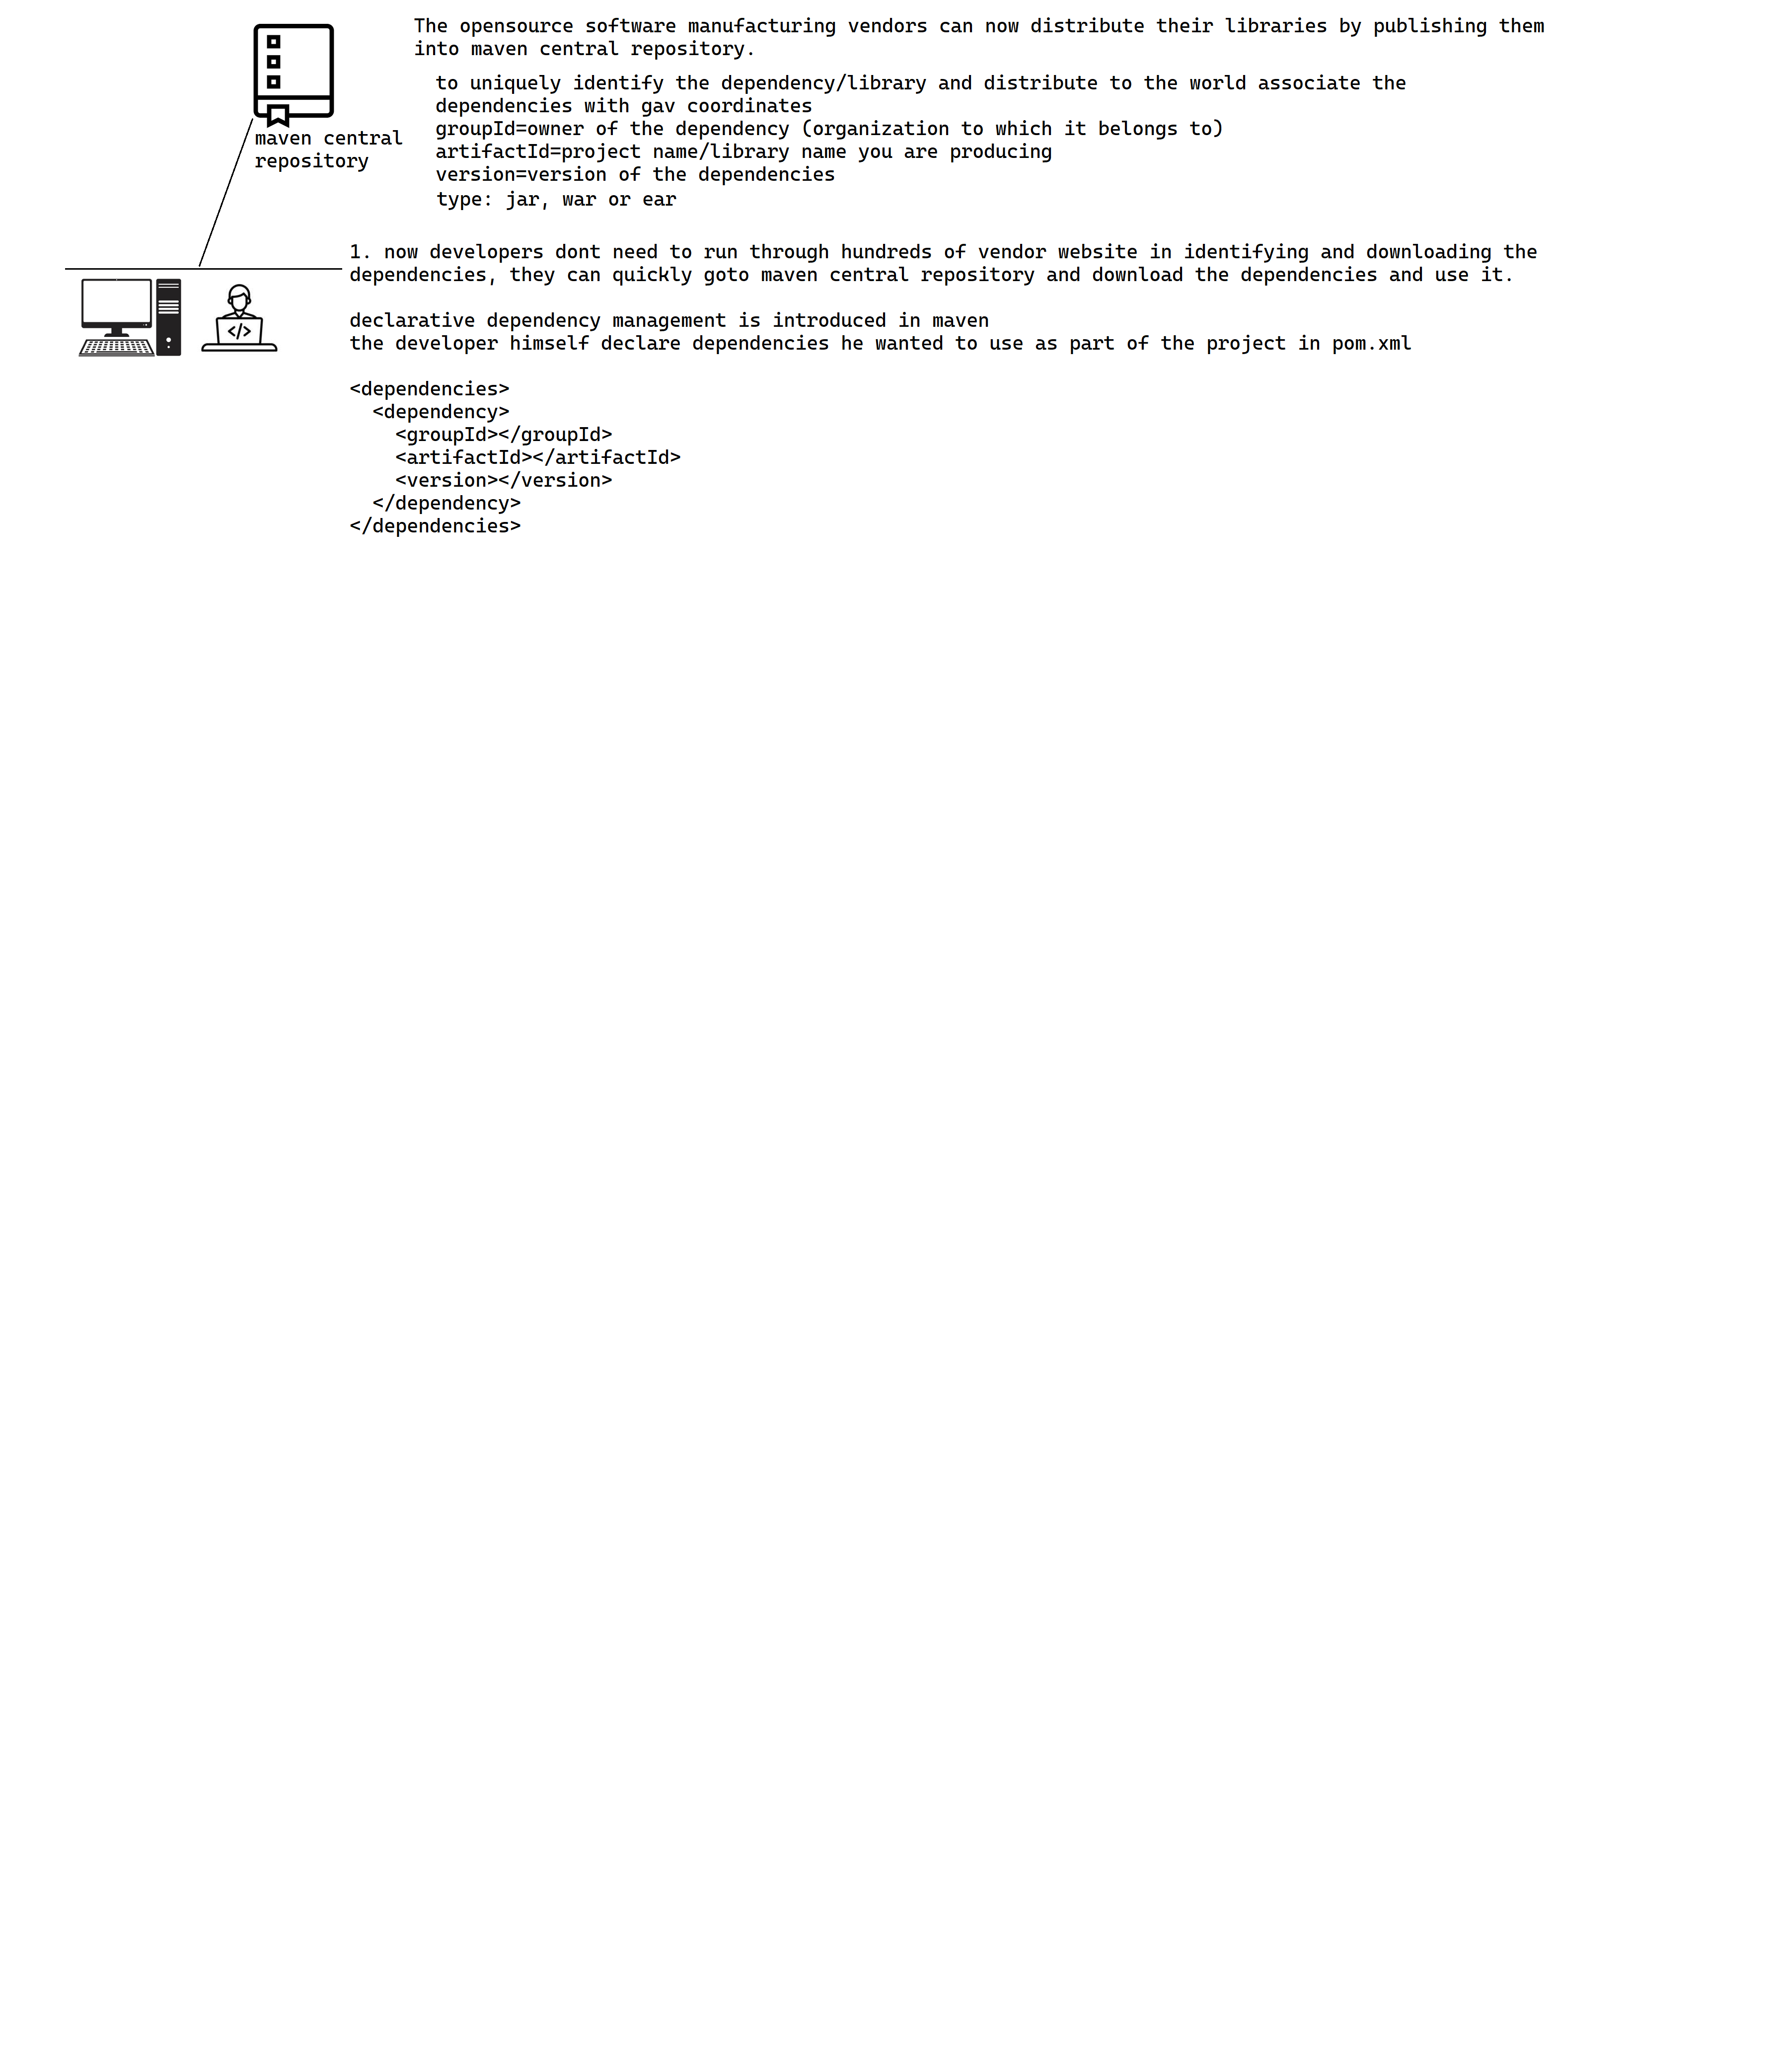 The opensource software manufacturing vendors can now distribute their libraries by publishing them
into maven central repository.
to uniquely identify the dependency/library and distribute to the world associate the
dependencies with gav coordinates
groupId=owner of the dependency (organization to which it belongs to)
artifactId=project name/library name you are producing
version=version of the dependencies
type: jar, war or ear
maven central
repository
1. now developers dont need to run through hundreds of vendor website in identifying and downloading the
dependencies, they can quickly goto maven central repository and download the dependencies and use it.
declarative dependency management is introduced in maven
the developer himself declare dependencies he wanted to use as part of the project in pom.xml
<dependencies>
  <dependency>
    <groupId></groupId>
    <artifactId></artifactId>
    <version></version>
  </dependency>
</dependencies>
</>